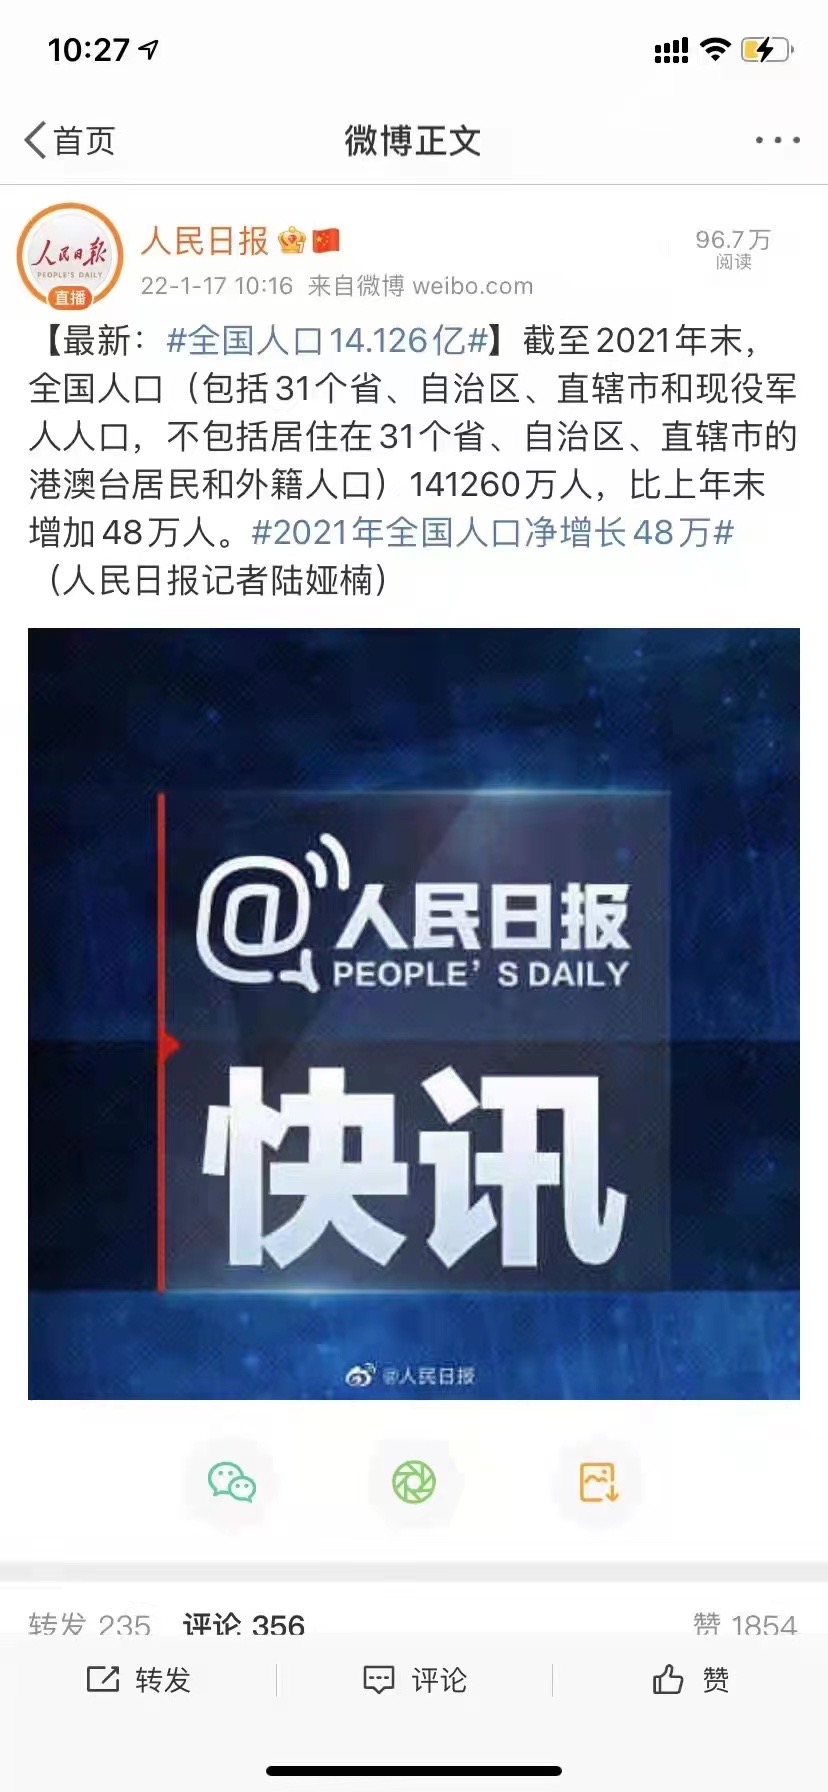 10:27
首页
微博正文
人民日报
96.7万
阅读
22-1-17 10:16 来自微博 weibo.com
人民日报
PEOPLE'S DAILY
直播
【最新：#全国人口14.126亿#】截至2021年末，
全国人口（包括31个省、自治区、直辖市和现役军
人人口，不包括居住在31个省、自治区、直辖市的
港澳台居民和外籍人口）141260万人，比上年末
增加48万人。#2021年全国人口净增长48万#
（人民日报记者陆娅楠）
@人民日报
PEOPLE'S DAILY
快讯
@人民日报
转发 235 评论 356 赞 1854
转发 评论 赞